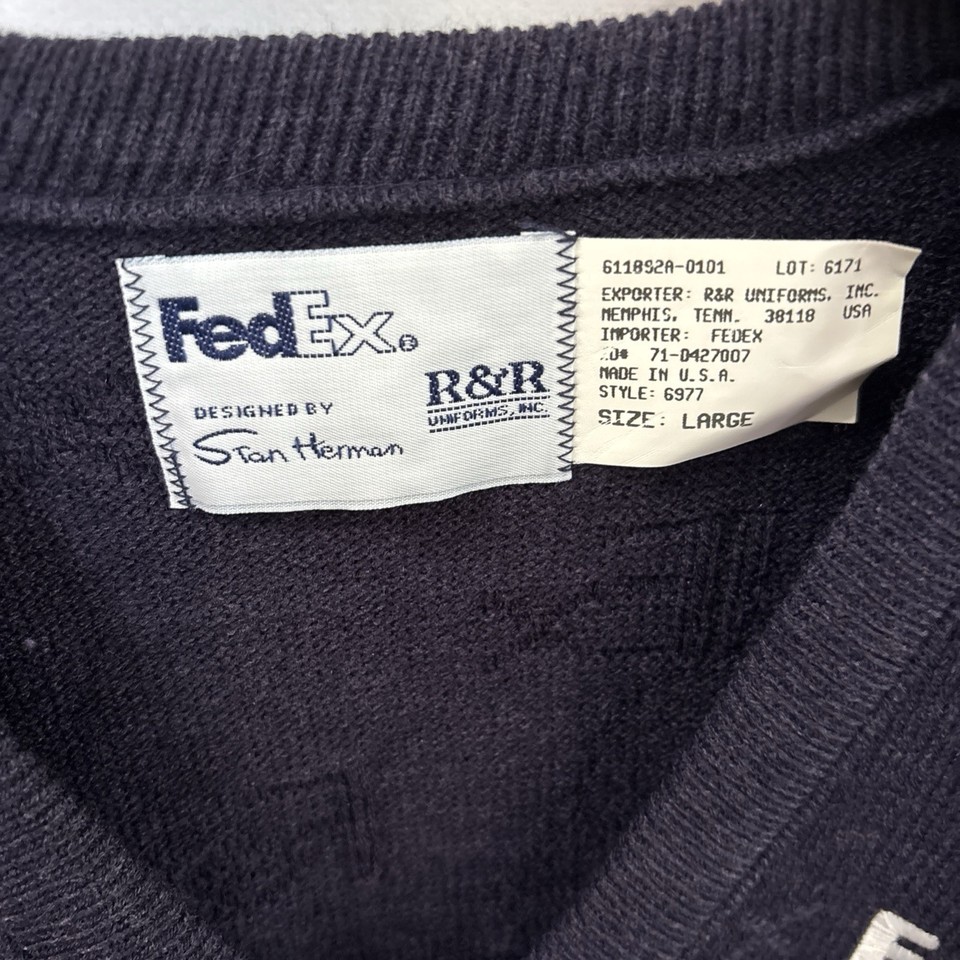 FedEx®
DESIGNED BY
Stan Herman
R&R
UNIFORMS, INC.
611892A-0101 LOT: 6171
EXPORTER: R&R UNIFORMS, INC.
MEMPHIS, TENN. 38118 USA
IMPORTER: FEDEX
71-0427007
MADE IN U.S.A.
STYLE: 6977
SIZE: LARGE